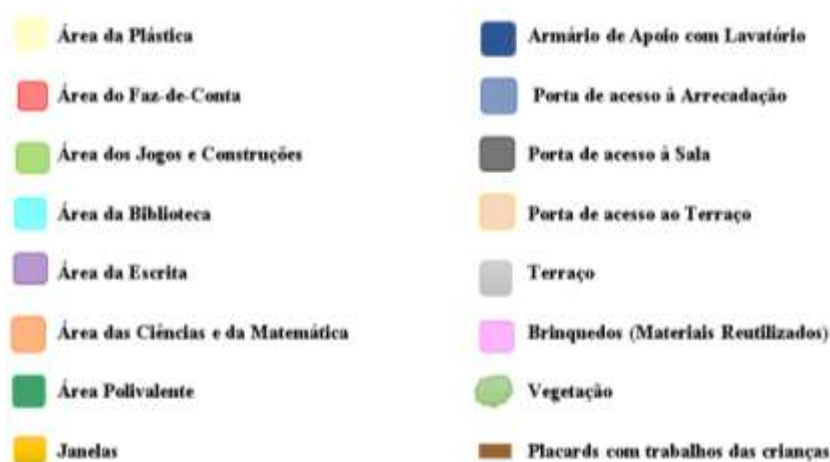 Área da Plástica
Área do Faz-de-Conta
Área dos Jogos e Construções
Área da Biblioteca
Área da Escrita
Área das Ciências e da Matemática
Área Polivalente
Janelas
Armário de Apoio com Lavatório
Porta de acesso á Arrecadação
Porta de acesso á Sala
Porta de acesso ao Terraço
Terraço
Brinquedos (Materiais Reutilizados)
Vegetação
Placards com trabalhos das crianças